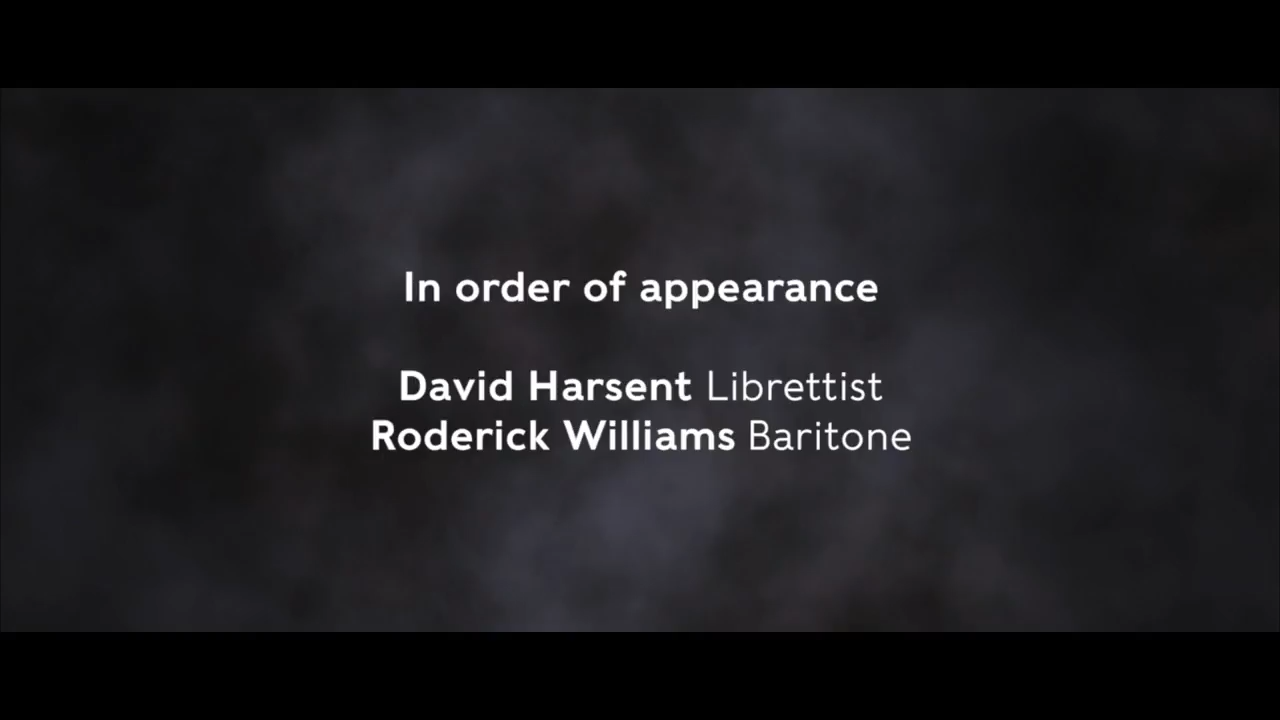 In order of appearance
David Harsent Librettist
Roderick Williams Baritone